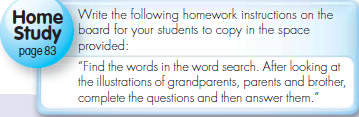 Home
Study
page 83
Write the following homework instructions on the
board for your students to copy in the space
provided:
“Find the words in the word search. After looking at
the illustrations of grandparents, parents and brother,
complete the questions and then answer them.”